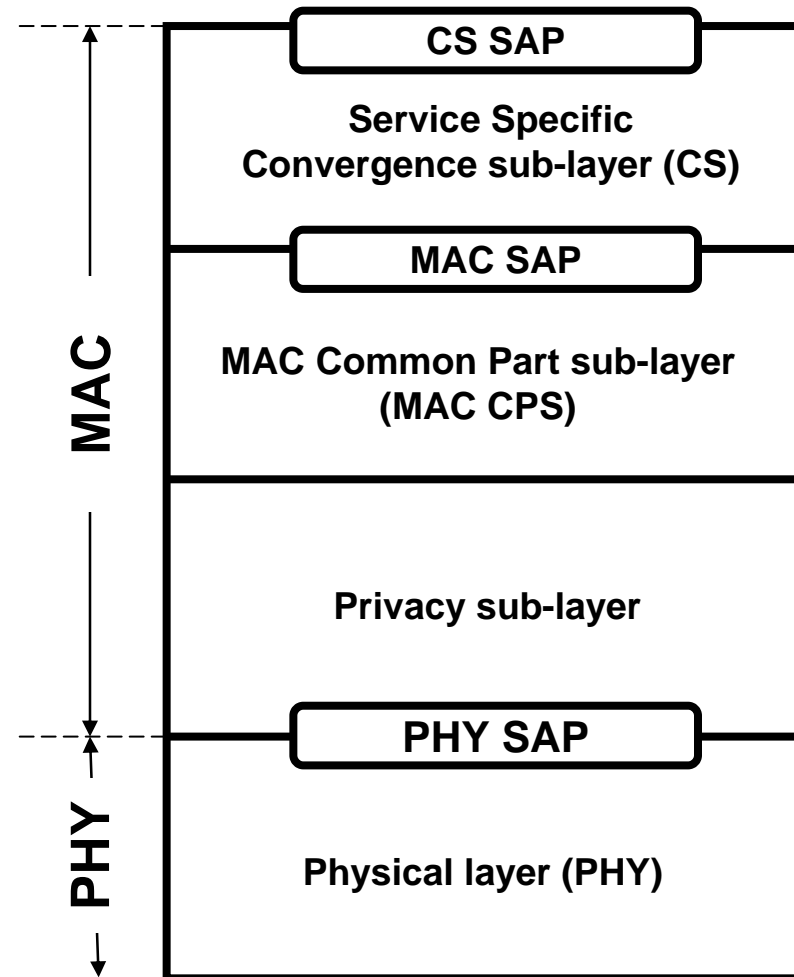 CS SAP
Service Specific
Convergence sub-layer (CS)
MAC SAP
MAC Common Part sub-layer
(MAC CPS)
Privacy sub-layer
PHY SAP
Physical layer (PHY)
MAC
PHY